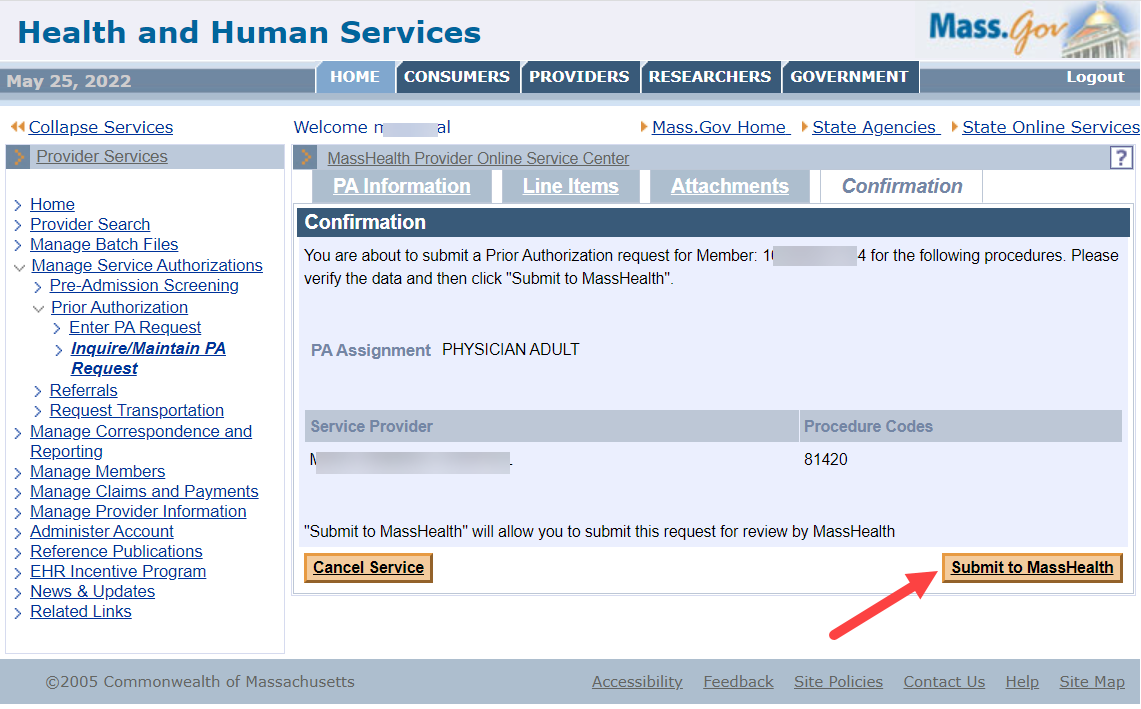 Health and Human Services
Mass.Gov
May 25, 2022
HOME CONSUMERS PROVIDERS RESEARCHERS GOVERNMENT
Logout
Collapse Services
Welcome
Mass.Gov Home State Agencies State Online Services
Provider Services
Home
Provider Search
Manage Batch Files
Manage Service Authorizations
Pre-Admission Screening
Prior Authorization
Enter PA Request
Inquire/Maintain PA
Request
Referrals
Request Transportation
Manage Correspondence and
Reporting
Manage Members
Manage Claims and Payments
Manage Provider Information
Administer Account
Reference Publications
EHR Incentive Program
News & Updates
Related Links
MassHealth Provider Online Service Center
?
PA Information Line Items Attachments Confirmation
Confirmation
You are about to submit a Prior Authorization request for Member: 4 for the following procedures. Please
verify the data and then click "Submit to MassHealth".
PA Assignment PHYSICIAN ADULT
Service Provider Procedure Codes
81420
"Submit to MassHealth" will allow you to submit this request for review by MassHealth
Cancel Service Submit to MassHealth
©2005 Commonwealth of Massachusetts
Accessibility Feedback Site Policies Contact Us Help Site Map